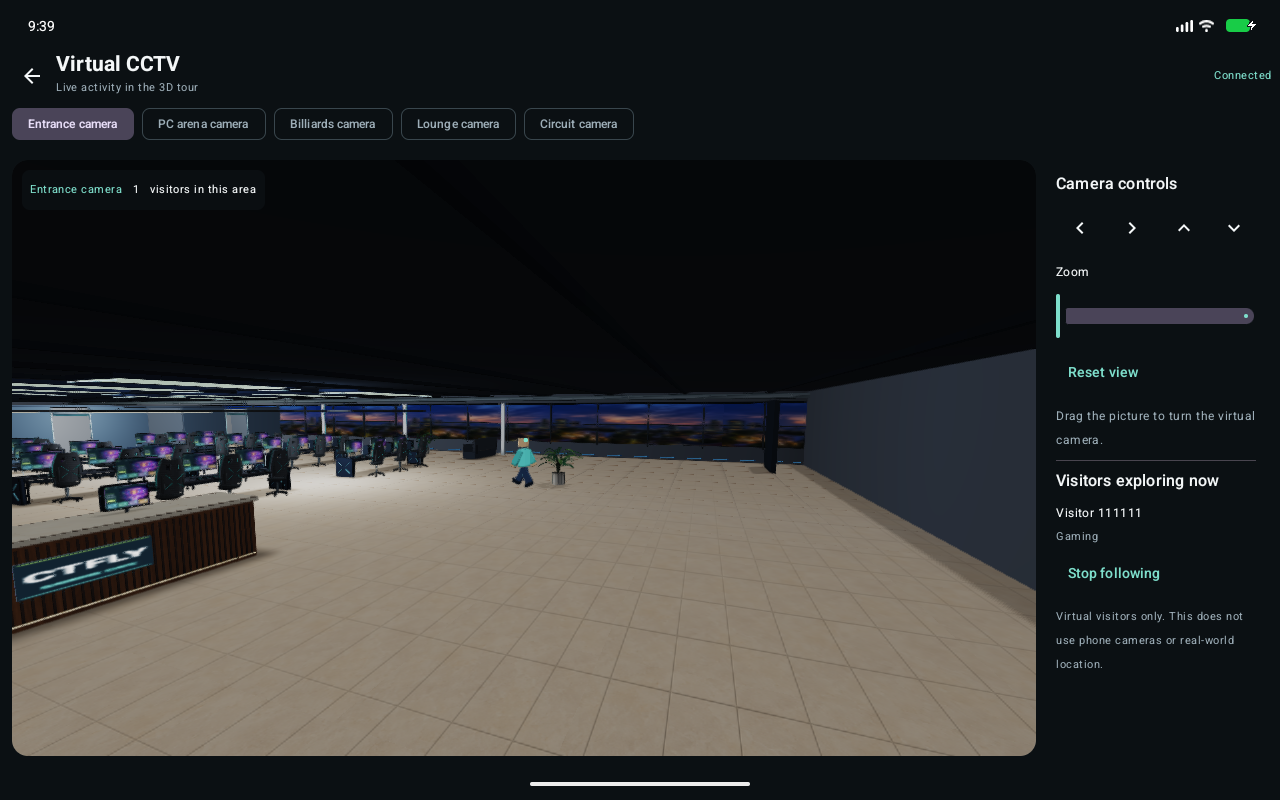 9:39
Virtual CCTV
Live activity in the 3D tour
Connected
Entrance camera
PC arena camera
Billiards camera
Lounge camera
Circuit camera
Entrance camera 1 visitors in this area
Camera controls
Zoom
Reset view
Drag the picture to turn the virtual
camera.
Visitors exploring now
Visitor 111111
Gaming
Stop following
Virtual visitors only. This does not
use phone cameras or real-world
location.